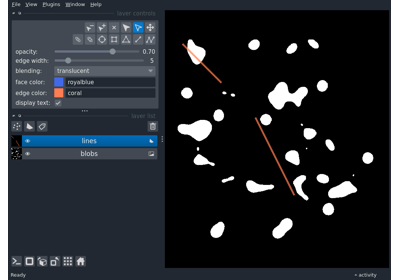 File View Plugins Window Help
layer controls
opacity: 0.70
edge width: 5
blending: translucent
face color: royalblue
edge color: coral
display text:
layer list
lines
blobs
Ready
activity